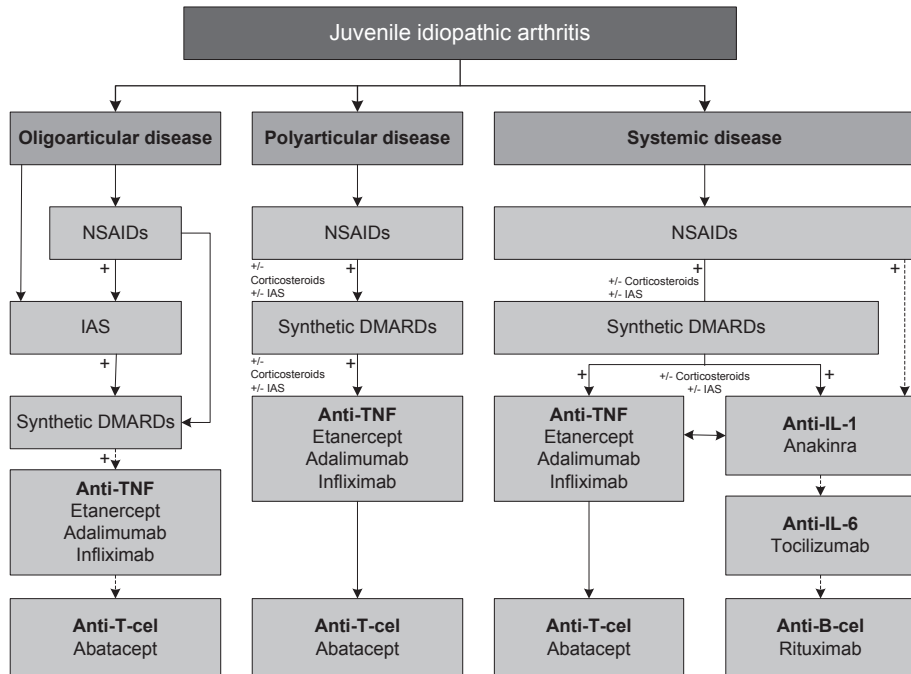 Juvenile idiopathic arthritis
Oligoarticular disease
NSAIDs
+
IAS
+
Synthetic DMARDs
+
Anti-TNF
Etanercept
Adalimumab
Infliximab
Anti-T-cel
Abatacept
Polyarticular disease
NSAIDs
+/-
Corticosteroids
+/- IAS
+
Synthetic DMARDs
+/-
Corticosteroids
+/- IAS
+
Anti-TNF
Etanercept
Adalimumab
Infliximab
Anti-T-cel
Abatacept
Systemic disease
NSAIDs
+
+/- Corticosteroids
+/- IAS
+
Synthetic DMARDs
+
+/- Corticosteroids
+/- IAS
+
Anti-TNF
Etanercept
Adalimumab
Infliximab
Anti-T-cel
Abatacept
Anti-IL-1
Anakinra
Anti-IL-6
Tocilizumab
Anti-B-cel
Rituximab